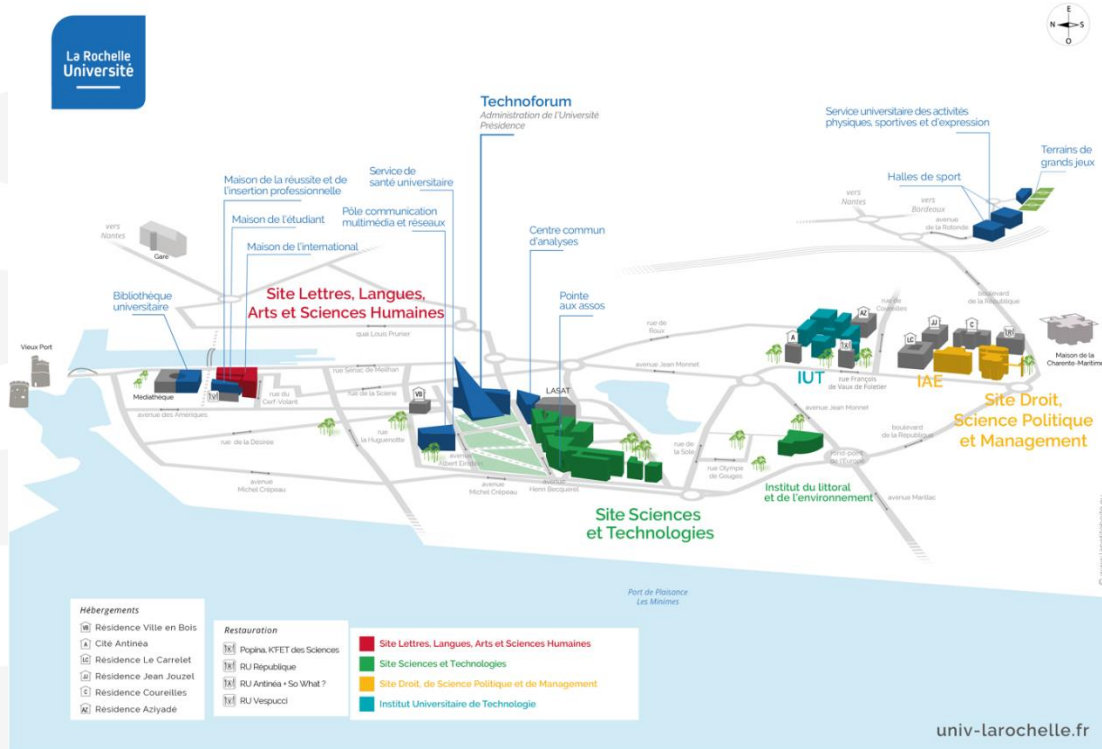 La Rochelle
Université
E
N
S
O
Technoforum
Administration de l'Université
Présidence
Service universitaire des activités
physiques, sportives et d'expression
Terrains de
grands jeux
Halles de sport
Service de
santé universitaire
Maison de la réussite et de
l'insertion professionnelle
Pôle communication
multimédia et réseaux
Maison de l'étudiant
Maison de l'international
Centre commun
d'analyses
Pointe
aux assos
Bibliothèque
universitaire
vers
Nantes
Gare
vers
Nantes
vers
Bordeaux
avenue
de la Rotonde
boulevard
de la République
Site Lettres, Langues,
Arts et Sciences Humaines
quai Louis Prunier
rue de
Roux
rue de
Coureilles
Vieux Port
Médiathèque
rue Sénac de Meilhan
rue de la Scierie
rue du
Cerf-Volant
avenue des Amériques
rue de la Désirée
rue
la Huguenotte
avenue
Michel Crépeau
avenue
Albert Einstein
avenue
Michel Crépeau
avenue
Henri Becquerel
LASAT
avenue Jean Monnet
rue de
la Sole
rue Olympe
de Gouges
avenue Jean Monnet
rond-point
de l'Europe
boulevard
de la République
avenue Marillac
VB
A
AZ
LC
JJ
C
IUT
rue François
de Vaux de Foletier
IAE
Maison de la
Charente-Maritime
Site Droit,
Science Politique
et Management
Institut du littoral
et de l'environnement
Site Sciences
et Technologies
Port de Plaisance
Les Minimes
Hébergements
VB Résidence Ville en Bois
A Cité Antinéa
LC Résidence Le Carrelet
JJ Résidence Jean Jouzel
C Résidence Coureilles
AZ Résidence Aziyadé
Restauration
Popina, K'FET des Sciences
RU République
RU Antinéa + So What ?
RU Vespucci
Site Lettres, Langues, Arts et Sciences Humaines
Site Sciences et Technologies
Site Droit, de Science Politique et de Management
Institut Universitaire de Technologie
univ-larochelle.fr